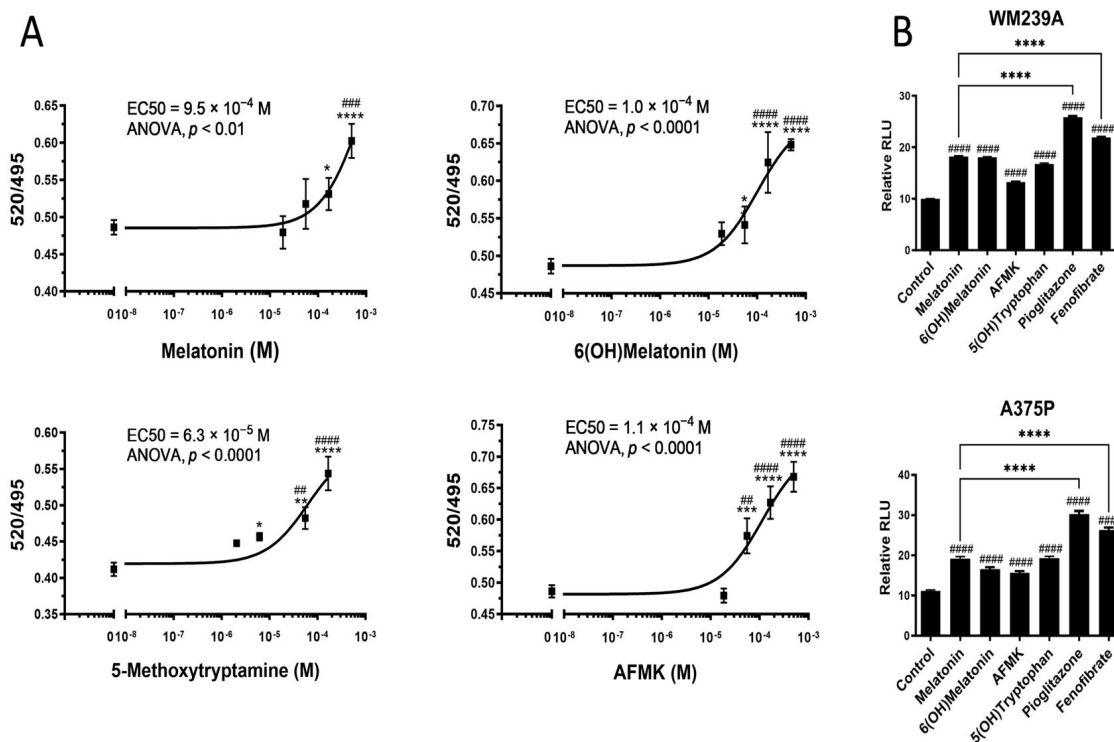 A
EC50 = 9.5 × 10⁻⁴ M
ANOVA, p < 0.01
###
****
*
520/495
0.65
0.60
0.55
0.50
0.45
0.40
0 10⁻⁸ 10⁻⁷ 10⁻⁶ 10⁻⁵ 10⁻⁴ 10⁻³
Melatonin (M)
EC50 = 1.0 × 10⁻⁴ M
ANOVA, p < 0.0001
#### ####
**** ****
*
520/495
0.70
0.65
0.60
0.55
0.50
0.45
0 10⁻⁸ 10⁻⁷ 10⁻⁶ 10⁻⁵ 10⁻⁴ 10⁻³
6(OH)Melatonin (M)
EC50 = 6.3 × 10⁻⁵ M
ANOVA, p < 0.0001
####
****
##
**
*
520/495
0.60
0.55
0.50
0.45
0.40
0.35
0 10⁻⁸ 10⁻⁷ 10⁻⁶ 10⁻⁵ 10⁻⁴ 10⁻³
5-Methoxytryptamine (M)
EC50 = 1.1 × 10⁻⁴ M
ANOVA, p < 0.0001
####
****
####
****
##
***
520/495
0.75
0.70
0.65
0.60
0.55
0.50
0.45
0 10⁻⁸ 10⁻⁷ 10⁻⁶ 10⁻⁵ 10⁻⁴ 10⁻³
AFMK (M)
B
WM239A
****
****
#### #### #### #### #### ####
Relative RLU
30
20
10
0
Control
Melatonin
6(OH)Melatonin
AFMK
5(OH)Tryptophan
Pioglitazone
Fenofibrate
A375P
****
****
#### #### #### #### #### ###
Relative RLU
40
30
20
10
0
Control
Melatonin
6(OH)Melatonin
AFMK
5(OH)Tryptophan
Pioglitazone
Fenofibrate